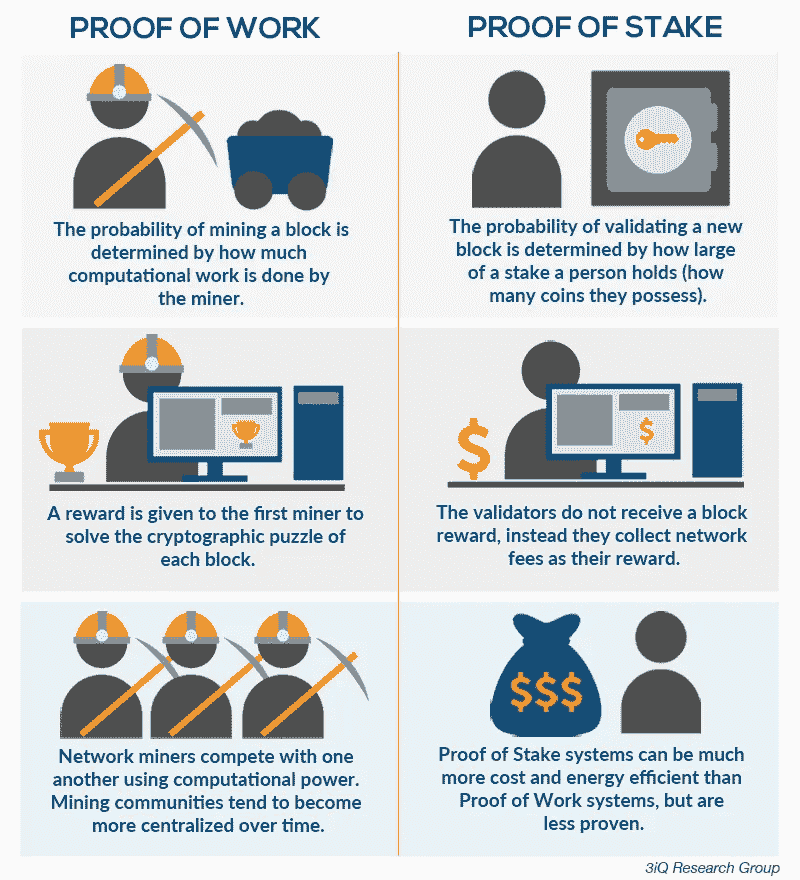 PROOF OF WORK
PROOF OF STAKE
The probability of mining a block is
determined by how much
computational work is done by
the miner.
The probability of validating a new
block is determined by how large
of a stake a person holds (how
many coins they possess).
A reward is given to the first miner to
solve the cryptographic puzzle of
each block.
$
$
The validators do not receive a block
reward, instead they collect network
fees as their reward.
Network miners compete with one
another using computational power.
Mining communities tend to become
more centralized over time.
$$$
Proof of Stake systems can be much
more cost and energy efficient than
Proof of Work systems, but are
less proven.
3iQ Research Group